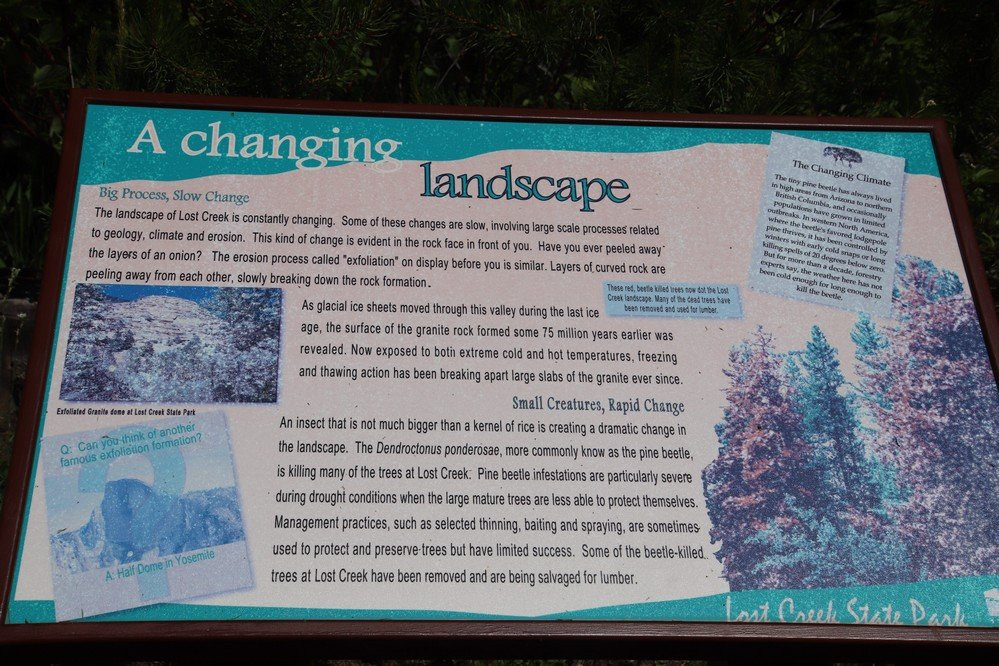 A changing
landscape
Big Process, Slow Change
The landscape of Lost Creek is constantly changing. Some of these changes are slow, involving large scale processes related
to geology, climate and erosion. This kind of change is evident in the rock face in front of you. Have you ever peeled away
the layers of an onion? The erosion process called "exfoliation" on display before you is similar. Layers of curved rock are
peeling away from each other, slowly breaking down the rock formation.
As glacial ice sheets moved through this valley during the last ice
age, the surface of the granite rock formed some 75 million years earlier was
revealed. Now exposed to both extreme cold and hot temperatures, freezing
and thawing action has been breaking apart large slabs of the granite ever since.
Exfoliated Granite dome at Lost Creek State Park
Q: Can you think of another
famous exfoliation formation?
A: Half Dome in Yosemite
Small Creatures, Rapid Change
An insect that is not much bigger than a kernel of rice is creating a dramatic change in
the landscape. The Dendroctonus ponderosae, more commonly know as the pine beetle,
is killing many of the trees at Lost Creek. Pine beetle infestations are particularly severe
during drought conditions when the large mature trees are less able to protect themselves.
Management practices, such as selected thinning, baiting and spraying, are sometimes
used to protect and preserve trees but have limited success. Some of the beetle-killed
trees at Lost Creek have been removed and are being salvaged for lumber.
These red, beetle killed trees now dot the Lost
Creek landscape. Many of the dead trees have
been removed and used for lumber.
The Changing Climate
The tiny pine beetle has always lived
in high areas from Arizona to northern
British Columbia, and occasionally
populations have grown in limited
outbreaks. In western North America
where the beetle's favored lodgepole
pine thrives, it has been controlled by
winters with early cold snaps or long
killing spells of 20 degrees below zero.
But for more than a decade, forestry
experts say, the weather here has not
been cold enough for long enough to
kill the beetle.
Lost Creek State Park